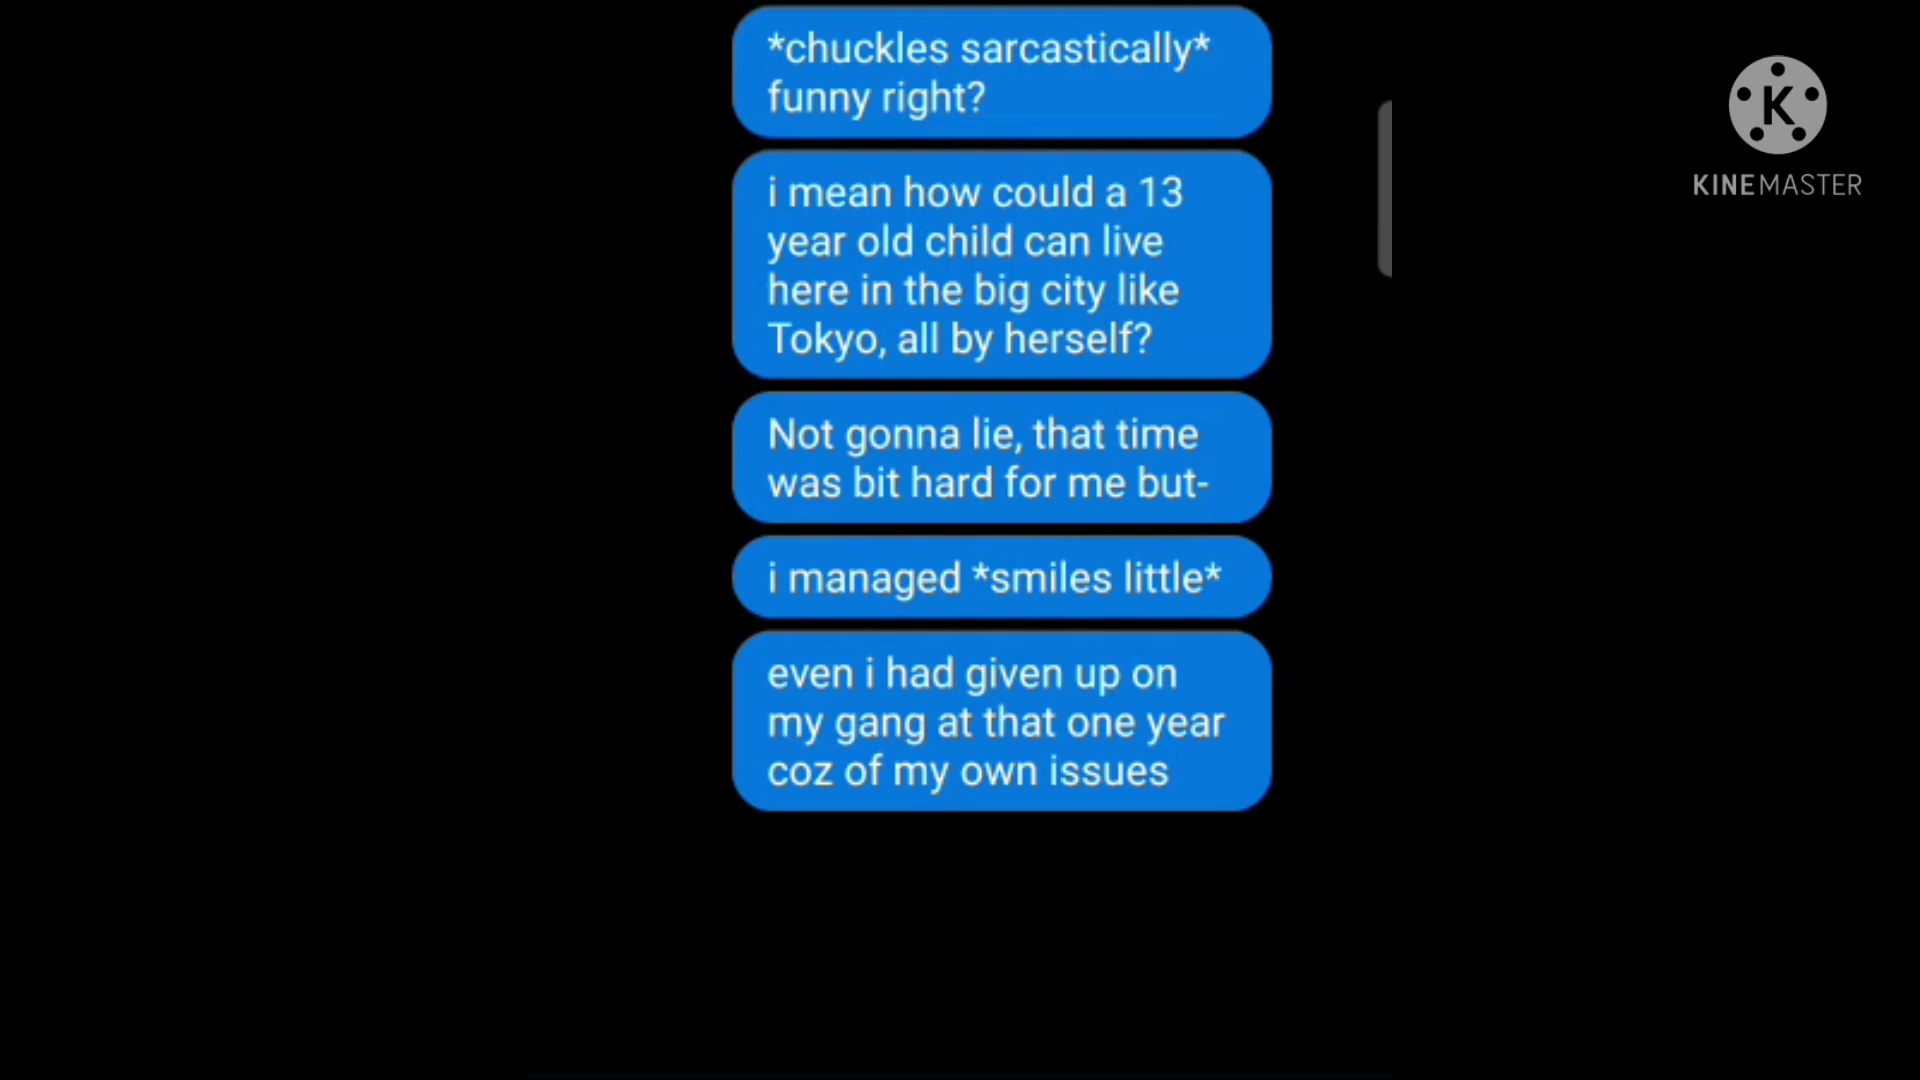 *chuckles sarcastically*
funny right?
i mean how could a 13
year old child can live
here in the big city like
Tokyo, all by herself?
Not gonna lie, that time
was bit hard for me but-
i managed *smiles little*
even i had given up on
my gang at that one year
coz of my own issues
K
KINEMASTER